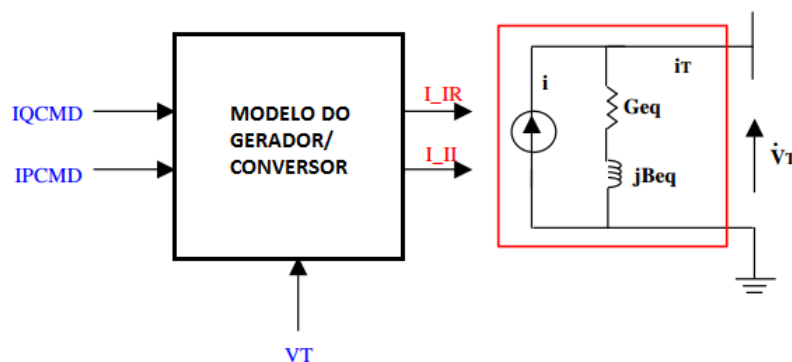 IQCMD
IPCMD
MODELO DO
GERADOR/
CONVERSOR
VT
I_IR
I_II
i
iT
Geq
jBeq
V̇T